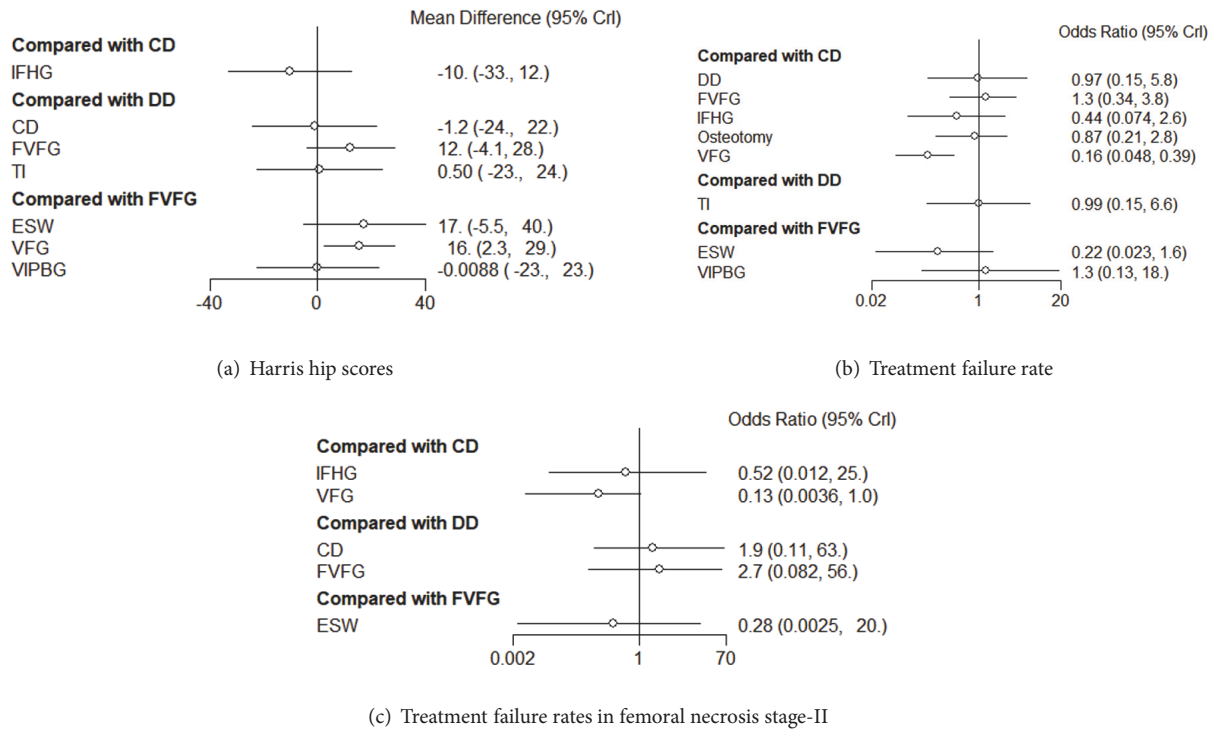 Mean Difference (95% CrI)
Compared with CD
IFHG -10. (-33., 12.)
Compared with DD
CD -1.2 (-24., 22.)
FVFG 12. (-4.1, 28.)
TI 0.50 ( -23., 24.)
Compared with FVFG
ESW 17. (-5.5, 40.)
VFG 16. (2.3, 29.)
VIPBG -0.0088 ( -23., 23.)
-40 0 40
(a) Harris hip scores
Odds Ratio (95% CrI)
Compared with CD
DD 0.97 (0.15, 5.8)
FVFG 1.3 (0.34, 3.8)
IFHG 0.44 (0.074, 2.6)
Osteotomy 0.87 (0.21, 2.8)
VFG 0.16 (0.048, 0.39)
Compared with DD
TI 0.99 (0.15, 6.6)
Compared with FVFG
ESW 0.22 (0.023, 1.6)
VIPBG 1.3 (0.13, 18.)
0.02 1 20
(b) Treatment failure rate
Odds Ratio (95% CrI)
Compared with CD
IFHG 0.52 (0.012, 25.)
VFG 0.13 (0.0036, 1.0)
Compared with DD
CD 1.9 (0.11, 63.)
FVFG 2.7 (0.082, 56.)
Compared with FVFG
ESW 0.28 (0.0025, 20.)
0.002 1 70
(c) Treatment failure rates in femoral necrosis stage-II